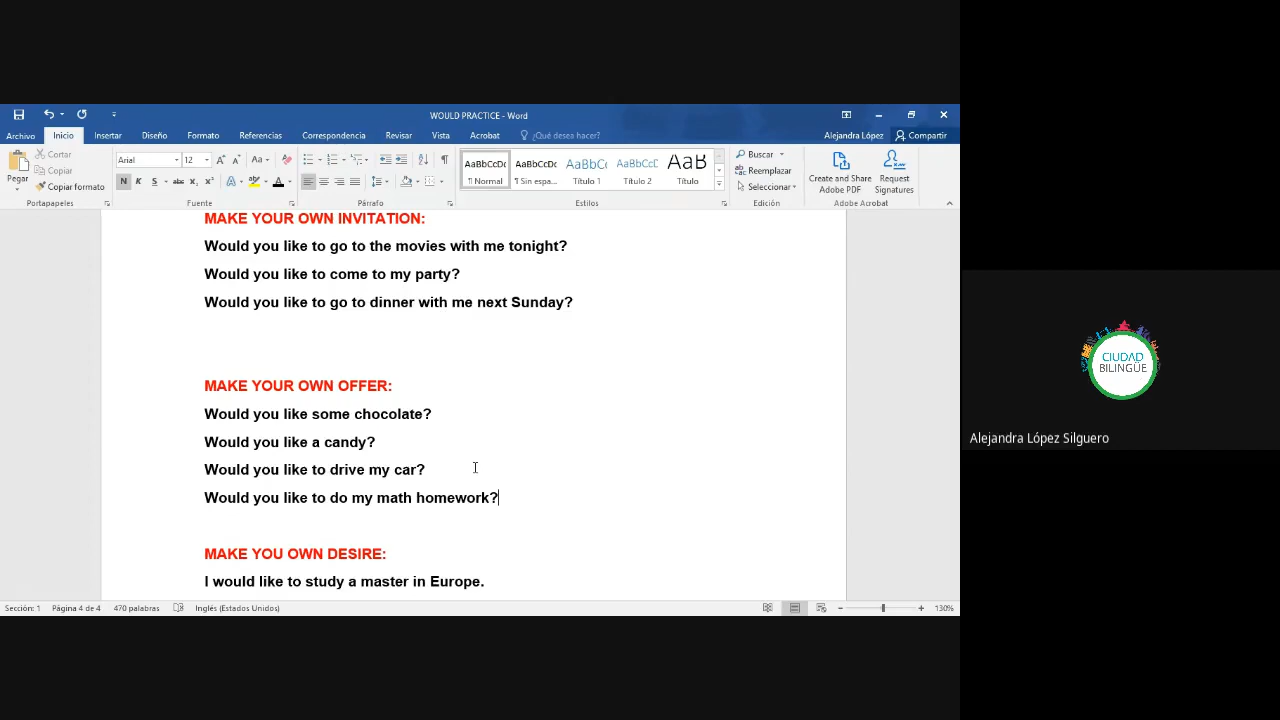 WOULD PRACTICE - Word
Archivo Inicio Insertar Diseño Formato Referencias Correspondencia Revisar Vista Acrobat ¿Qué desea hacer? Alejandra López Compartir
Pegar
Cortar
Copiar
Copiar formato
Portapapeles
Arial 12
Fuente
Párrafo
AaBbCcDc AaBbCcDc AaBbC AaBbCcC AaB
¶ Normal ¶ Sin espa... Título 1 Título 2 Título
Estilos
Buscar
Reemplazar
Seleccionar
Edición
Create and Share Adobe PDF
Request Signatures
Adobe Acrobat
MAKE YOUR OWN INVITATION:
Would you like to go to the movies with me tonight?
Would you like to come to my party?
Would you like to go to dinner with me next Sunday?
MAKE YOUR OWN OFFER:
Would you like some chocolate?
Would you like a candy?
Would you like to drive my car?
Would you like to do my math homework?
MAKE YOU OWN DESIRE:
I would like to study a master in Europe.
Sección: 1 Página 4 de 4 470 palabras Inglés (Estados Unidos) 130%
CIUDAD
BILINGÜE
Alejandra López Silguero